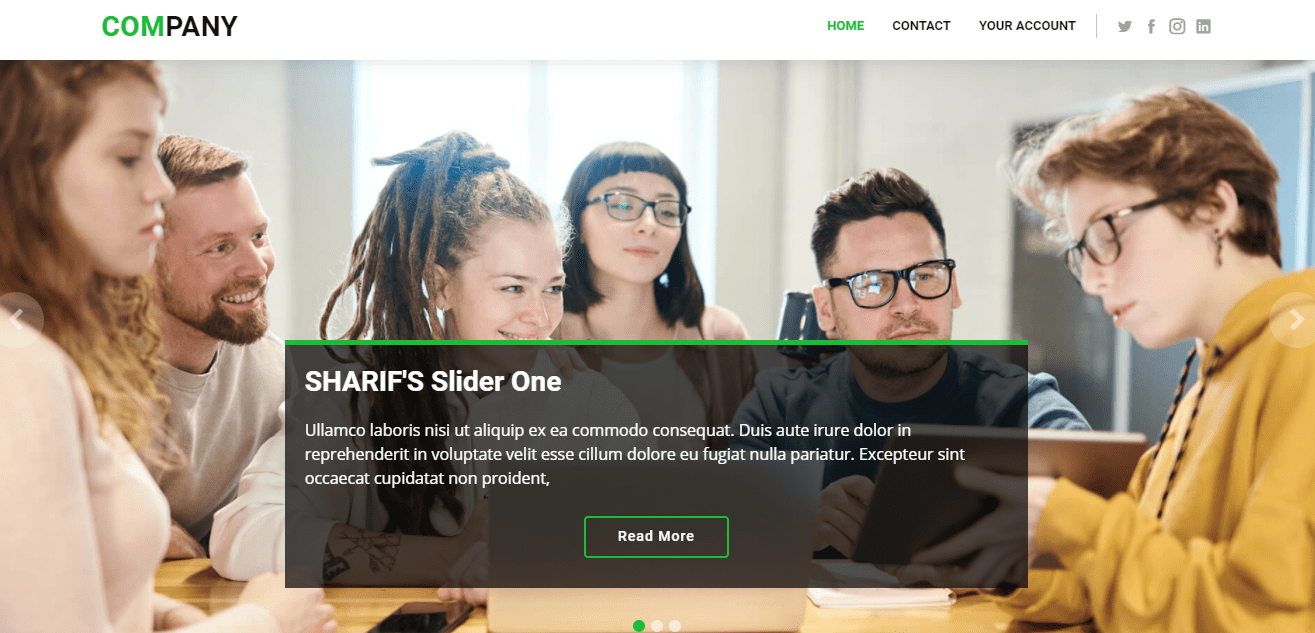 COMPANY
HOME CONTACT YOUR ACCOUNT
SHARIF'S Slider One
Ullamco laboris nisi ut aliquip ex ea commodo consequat. Duis aute irure dolor in
reprehenderit in voluptate velit esse cillum dolore eu fugiat nulla pariatur. Excepteur sint
occaecat cupidatat non proident,
Read More